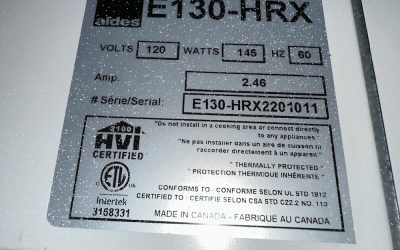 aldes
E130-HRX
VOLTS 120 WATTS 145 HZ 60
Amp. 2.46
# Série/Serial: E130-HRX2201011
2100
HVI
CERTIFIED
"Do not install in a cooking area or connect directly
to any appliances."
"Ne pas installer dans un aire de cuisson ni
raccorder directement à un appareil."
" THERMALLY PROTECTED "
" PROTECTION THERMIQUE INHÉRENTE "
ETL
Intertek
3158331
CONFORMS TO - CONFORME SELON UL STD 1812
CERTIFIED TO - CERTIFIÉ SELON CSA STD C22.2 NO. 113
MADE IN CANADA - FABRIQUÉ AU CANADA